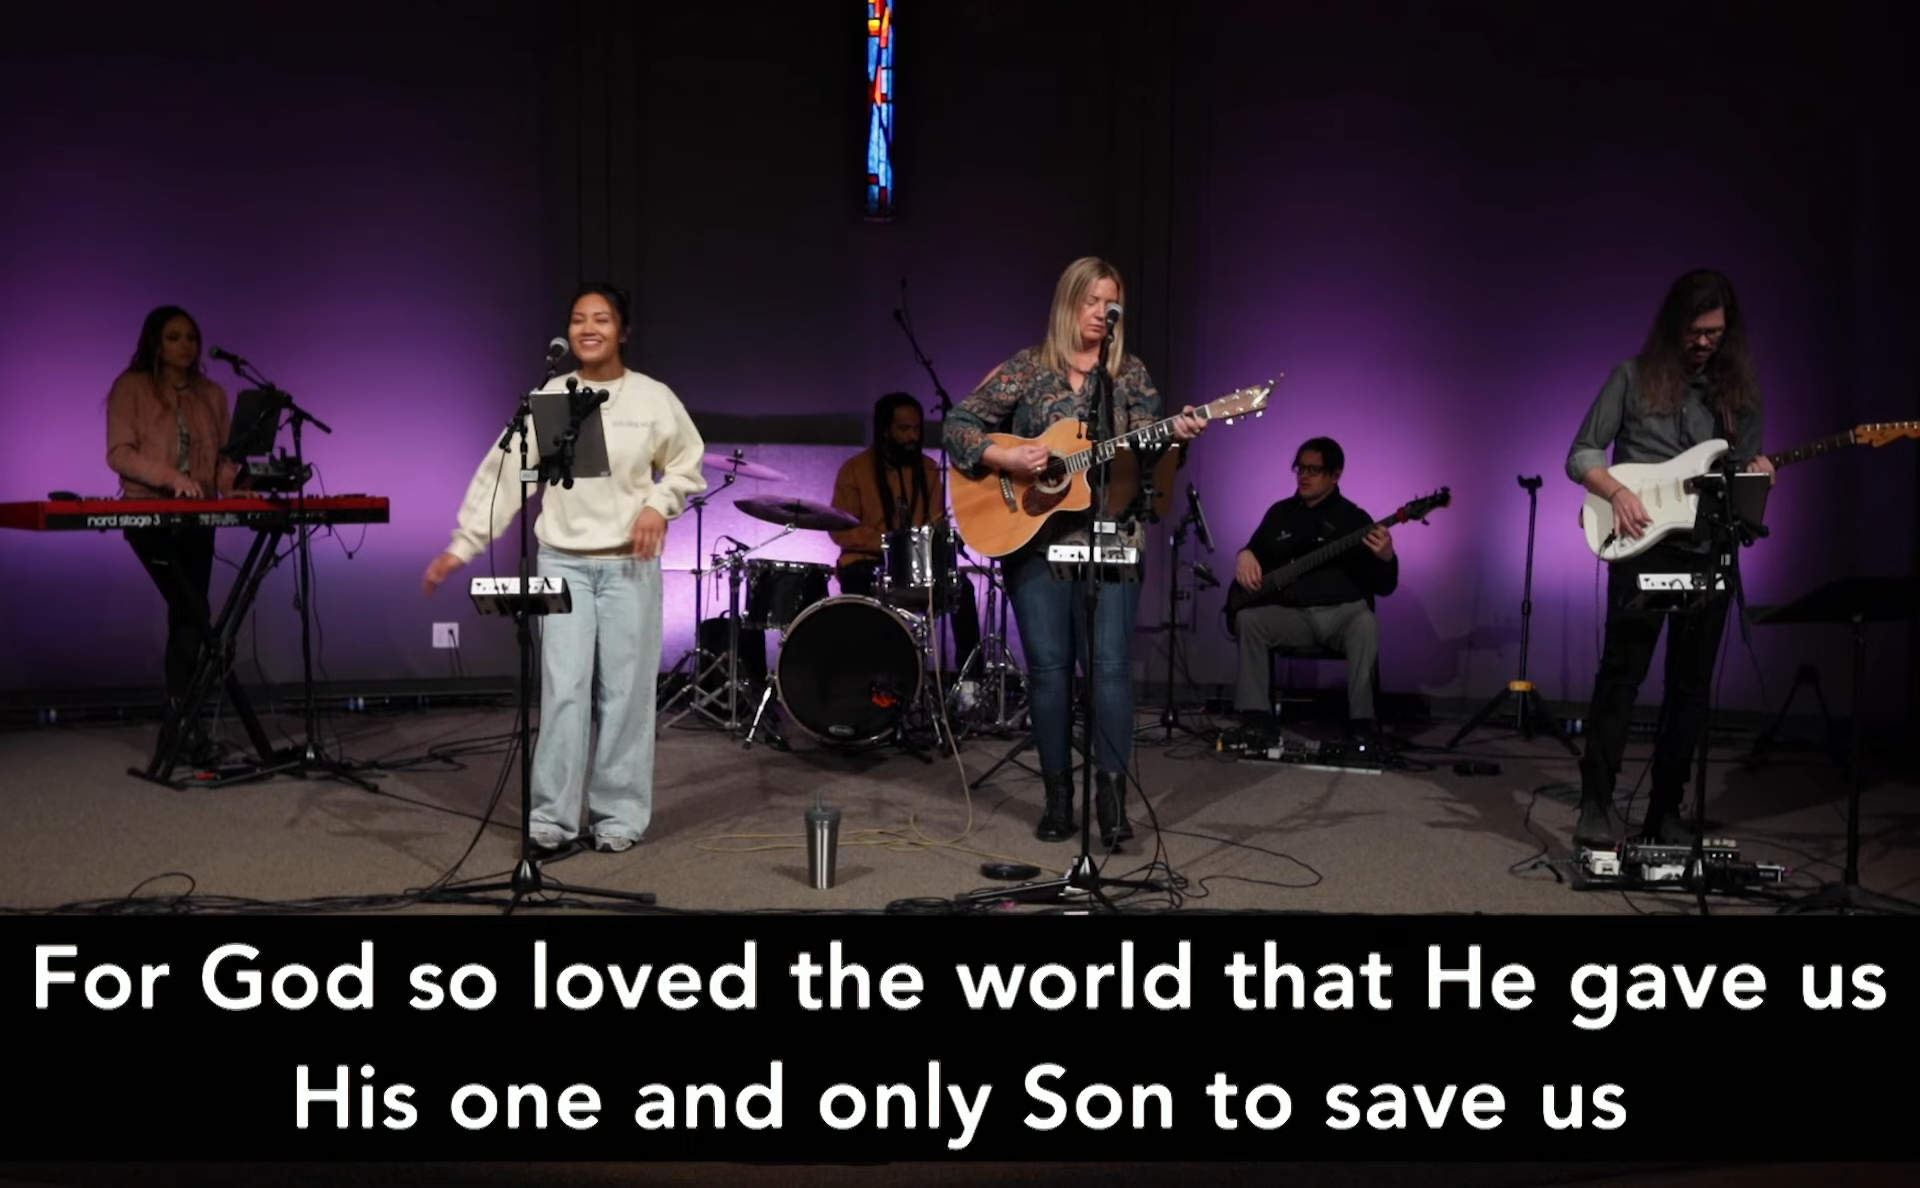 nord stage 3
For God so loved the world that He gave us
His one and only Son to save us